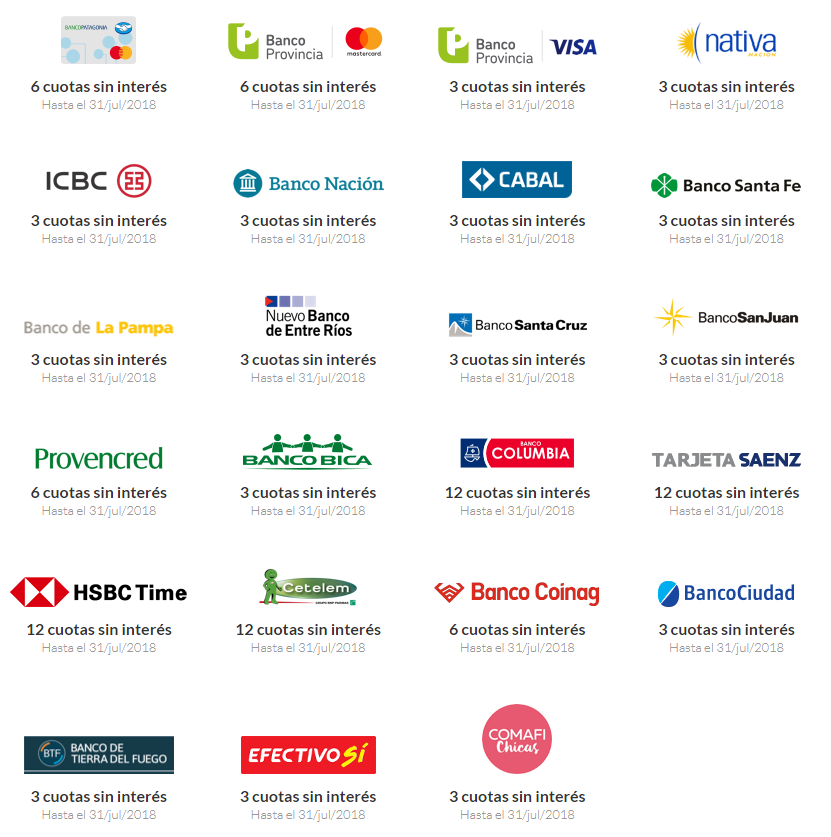 BANCOPATAGONIA
6 cuotas sin interés
Hasta el 31/jul/2018
Banco
Provincia
mastercard
6 cuotas sin interés
Hasta el 31/jul/2018
Banco
Provincia
VISA
3 cuotas sin interés
Hasta el 31/jul/2018
nativa
NACIÓN
3 cuotas sin interés
Hasta el 31/jul/2018
ICBC
3 cuotas sin interés
Hasta el 31/jul/2018
Banco Nación
3 cuotas sin interés
Hasta el 31/jul/2018
CABAL
3 cuotas sin interés
Hasta el 31/jul/2018
Banco Santa Fe
3 cuotas sin interés
Hasta el 31/jul/2018
Banco de La Pampa
3 cuotas sin interés
Hasta el 31/jul/2018
Nuevo Banco
de Entre Ríos
3 cuotas sin interés
Hasta el 31/jul/2018
Banco Santa Cruz
3 cuotas sin interés
Hasta el 31/jul/2018
BancoSanJuan
3 cuotas sin interés
Hasta el 31/jul/2018
Provencred
6 cuotas sin interés
Hasta el 31/jul/2018
BANCO BICA
3 cuotas sin interés
Hasta el 31/jul/2018
BANCO
COLUMBIA
12 cuotas sin interés
Hasta el 31/jul/2018
TARJETA SAENZ
12 cuotas sin interés
Hasta el 31/jul/2018
HSBC Time
12 cuotas sin interés
Hasta el 31/jul/2018
Cetelem
GRUPO BNP PARIBAS
12 cuotas sin interés
Hasta el 31/jul/2018
Banco Coinag
6 cuotas sin interés
Hasta el 31/jul/2018
BancoCiudad
3 cuotas sin interés
Hasta el 31/jul/2018
BTF
BANCO DE
TIERRA DEL FUEGO
3 cuotas sin interés
Hasta el 31/jul/2018
EFECTIVO SÍ
3 cuotas sin interés
Hasta el 31/jul/2018
COMAFI
Chicas
3 cuotas sin interés
Hasta el 31/jul/2018